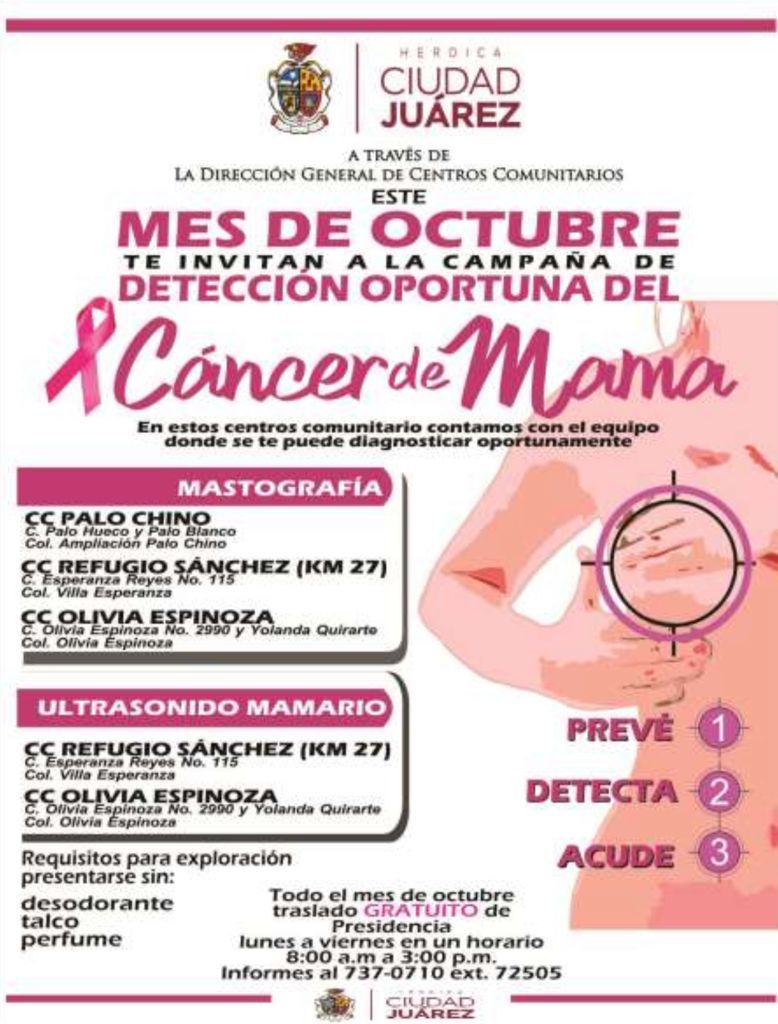 HEROICA
CIUDAD
JUÁREZ
A TRAVÉS DE
LA DIRECCIÓN GENERAL DE CENTROS COMUNITARIOS
ESTE
MES DE OCTUBRE
TE INVITAN A LA CAMPAÑA DE
DETECCIÓN OPORTUNA DEL
Cáncer de Mama
En estos centros comunitario contamos con el equipo
donde se te puede diagnosticar oportunamente
MASTOGRAFÍA
CC PALO CHINO
C. Palo Hueco y Palo Blanco
Col. Ampliación Palo Chino
CC REFUGIO SÁNCHEZ (KM 27)
C. Esperanza Reyes No. 115
Col. Villa Esperanza
CC OLIVIA ESPINOZA
C. Olivia Espinoza No. 2990 y Yolanda Quirarte
Col. Olivia Espinoza
ULTRASONIDO MAMARIO
CC REFUGIO SÁNCHEZ (KM 27)
C. Esperanza Reyes No. 115
Col. Villa Esperanza
CC OLIVIA ESPINOZA
C. Olivia Espinoza No. 2990 y Yolanda Quirarte
Col. Olivia Espinoza
PREVÉ 1
DETECTA 2
ACUDE 3
Requisitos para exploración
presentarse sin:
desodorante
talco
perfume
Todo el mes de octubre
traslado GRATUITO de
Presidencia
lunes a viernes en un horario
8:00 a.m a 3:00 p.m.
Informes al 737-0710 ext. 72505
HEROICA
CIUDAD
JUÁREZ